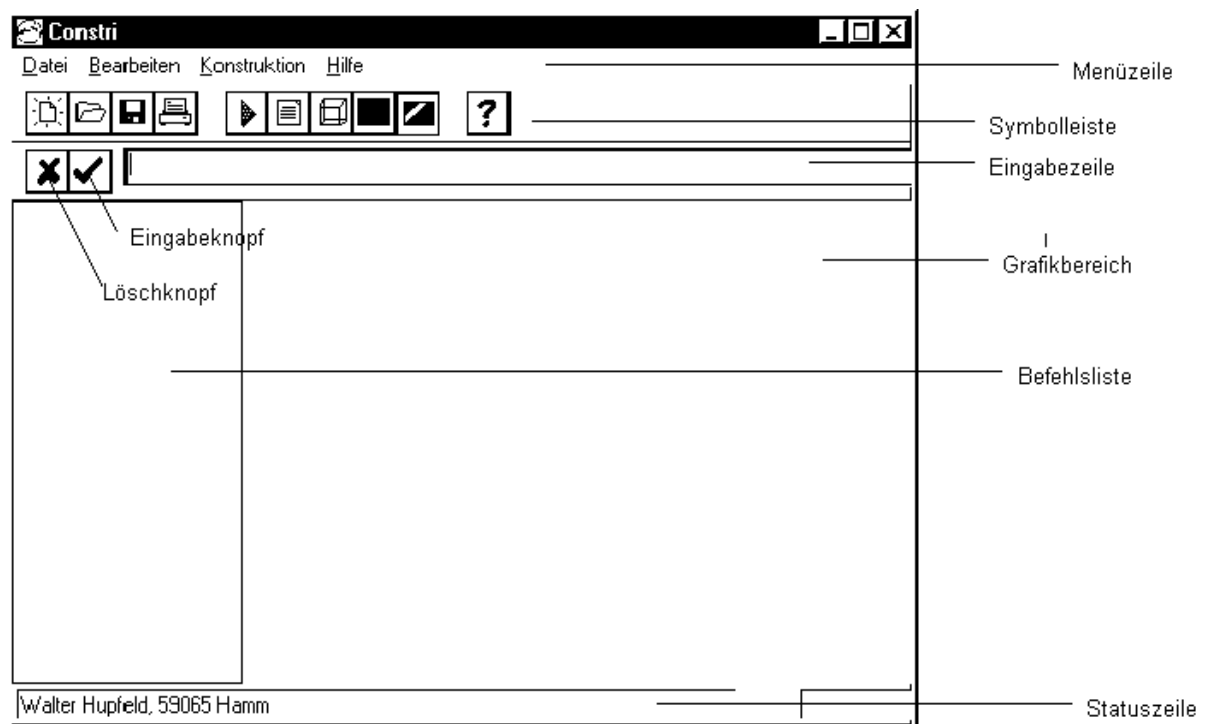 Constri
Datei Bearbeiten Konstruktion Hilfe
Menüzeile
?
Symbolleiste
Eingabezeile
Eingabeknopf
Grafikbereich
Löschknopf
Befehlsliste
Walter Hupfeld, 59065 Hamm
Statuszeile